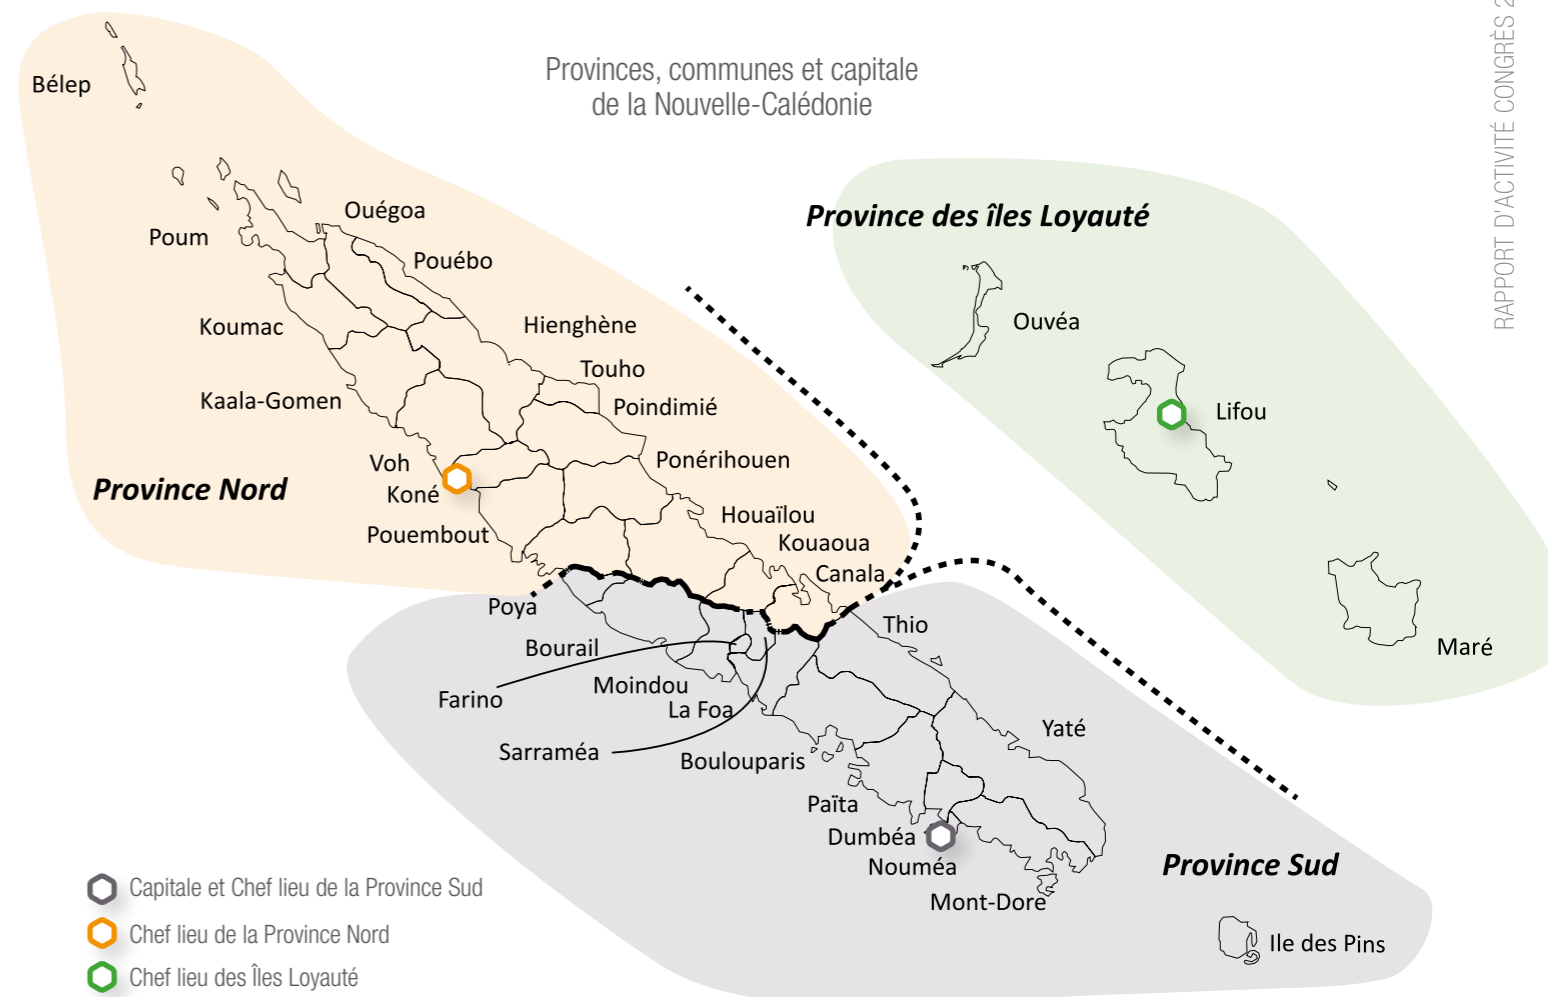 RAPPORT D'ACTIVITÉ CONGRÈS
Provinces, communes et capitale
de la Nouvelle-Calédonie
Bélep
Province des îles Loyauté
Ouégoa
Poum
Pouébo
Ouvéa
Koumac
Hienghène
Touho
Kaala-Gomen
Poindimié
Lifou
Voh
Ponérihouen
Province Nord
Koné
Houaïlou
Pouembout
Kouaoua
Canala
Poya
Thio
Bourail
Maré
Moindou
Farino
La Foa
Yaté
Sarraméa
Boulouparis
Païta
Dumbéa
Nouméa
Province Sud
Mont-Dore
Ile des Pins
Capitale et Chef lieu de la Province Sud
Chef lieu de la Province Nord
Chef lieu des Îles Loyauté